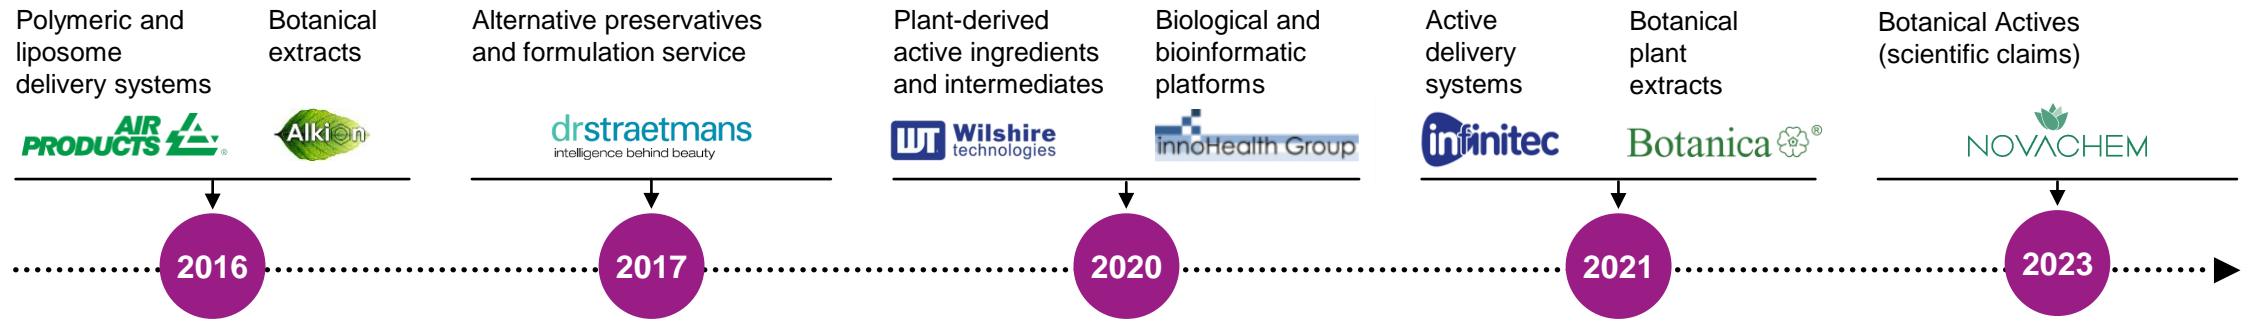 Polymeric and
liposome
delivery systems
AIR
PRODUCTS
Botanical
extracts
Alkion
Alternative preservatives
and formulation service
drstraetmans
intelligence behind beauty
Plant-derived
active ingredients
and intermediates
WT Wilshire
technologies
Biological and
bioinformatic
platforms
innoHealth Group
Active
delivery
systems
infinitec
Botanical
plant
extracts
Botanica ®
Botanical Actives
(scientific claims)
NOVACHEM
2016
2017
2020
2021
2023